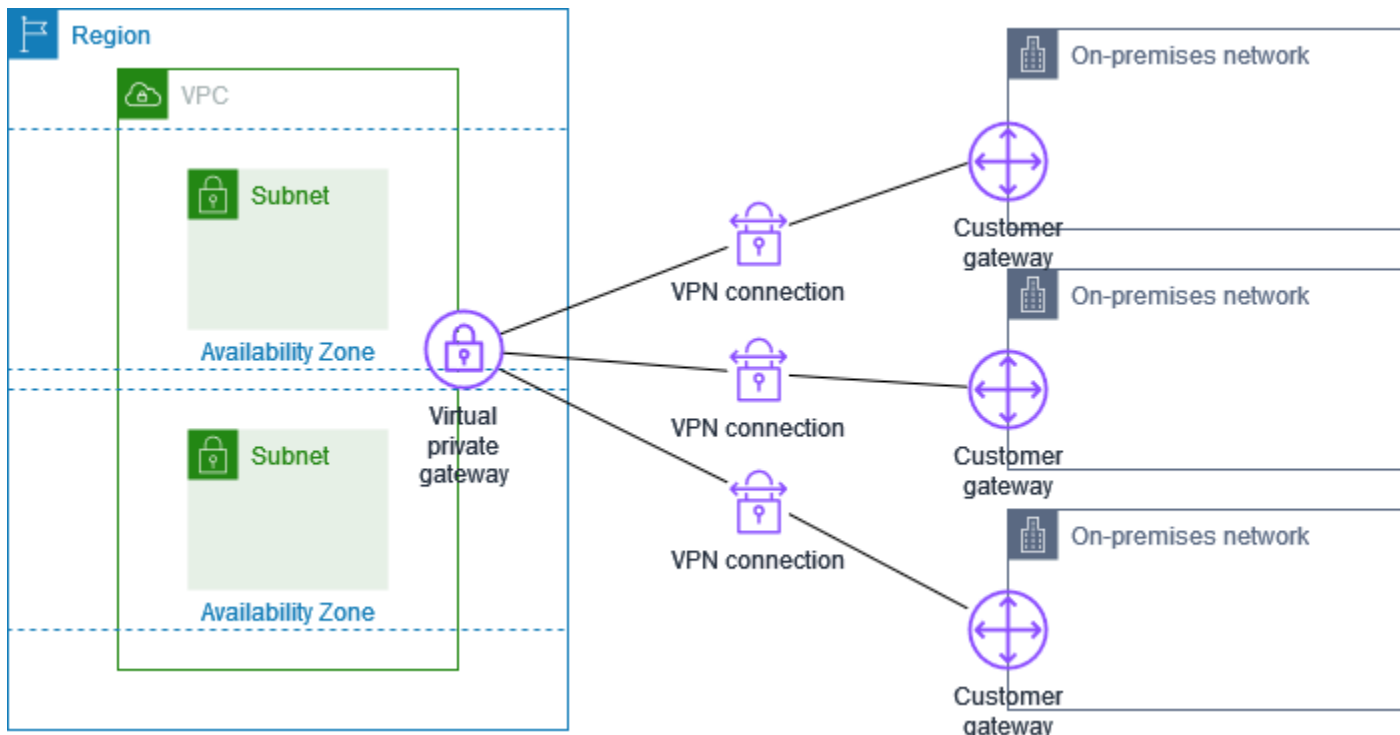 Region
VPC
Subnet
Availability Zone
Subnet
Availability Zone
Virtual
private
gateway
VPN connection
VPN connection
VPN connection
On-premises network
Customer
gateway
On-premises network
Customer
gateway
On-premises network
Customer
gateway